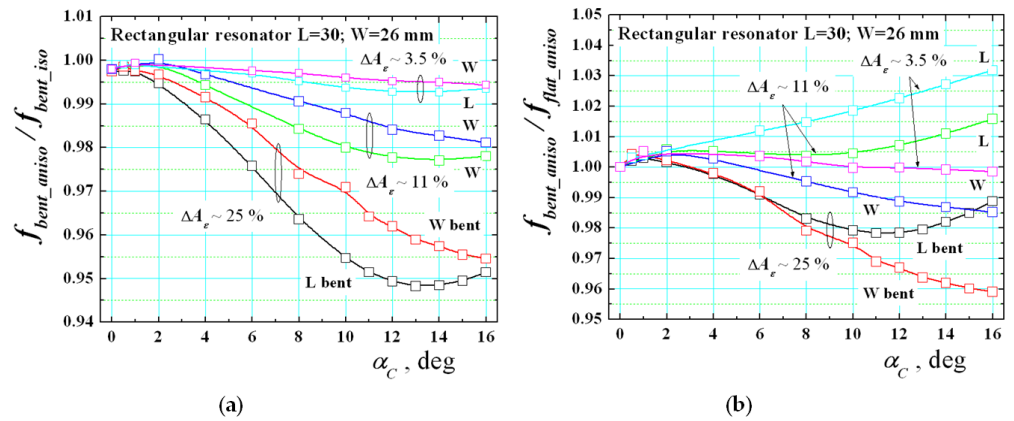 f_bent_aniso / f_bent_iso
1.01
1.00
0.99
0.98
0.97
0.96
0.95
0.94
Rectangular resonator L=30; W=26 mm
ΔA_ε ~ 3.5 %
W
L
W
ΔA_ε ~ 11 %
W
ΔA_ε ~ 25 %
W bent
L bent
0 2 4 6 8 10 12 14 16
α_C , deg
(a)
f_bent_aniso / f_flat_aniso
1.05
1.04
1.03
1.02
1.01
1.00
0.99
0.98
0.97
0.96
0.95
Rectangular resonator L=30; W=26 mm
ΔA_ε ~ 3.5 %
L
ΔA_ε ~ 11 %
L
W
W
L bent
ΔA_ε ~ 25 %
W bent
0 2 4 6 8 10 12 14 16
α_C , deg
(b)